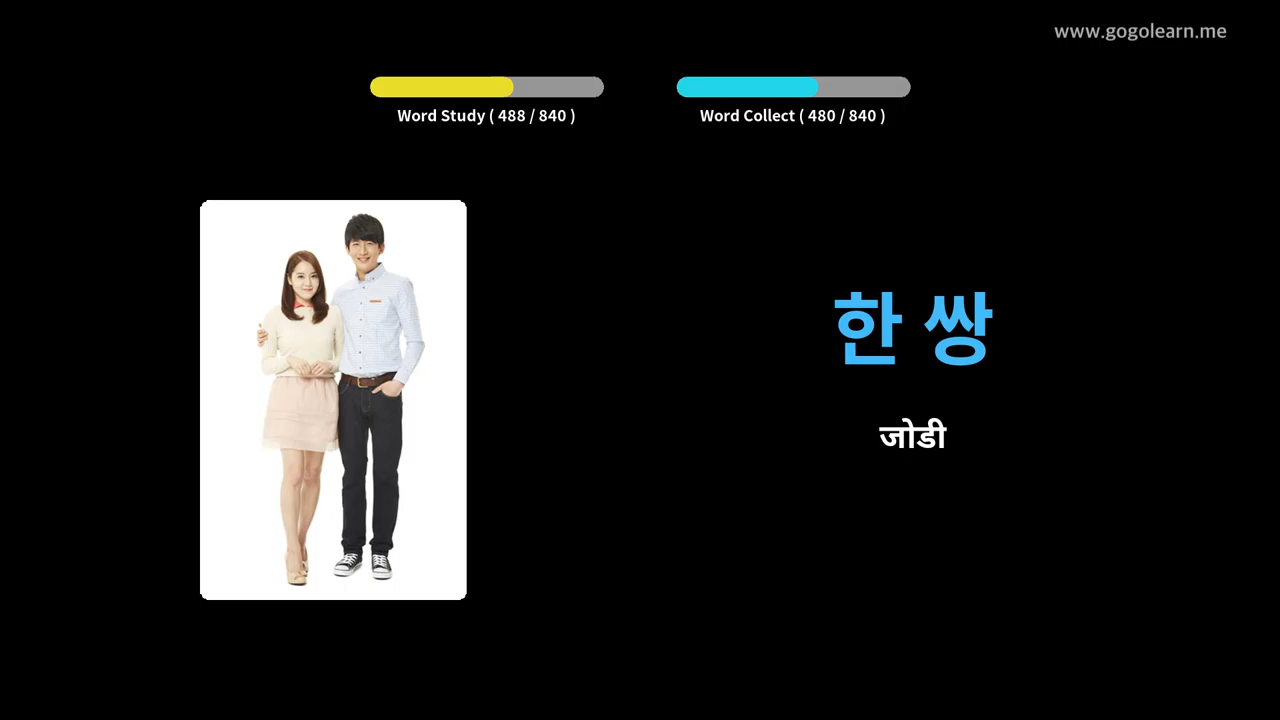 www.gogolearn.me
Word Study ( 488 / 840 )
Word Collect ( 480 / 840 )
한 쌍
जोडी